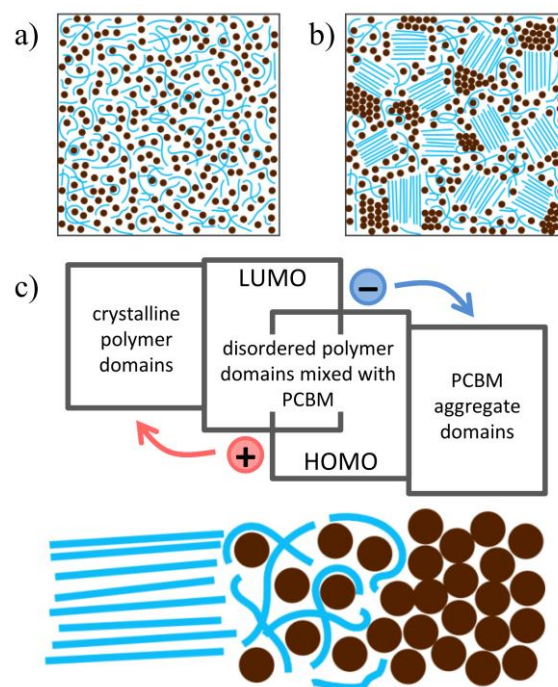 a)
b)
c)
LUMO
−
crystalline
polymer
domains
disordered polymer
domains mixed with
PCBM
PCBM
aggregate
domains
+
HOMO